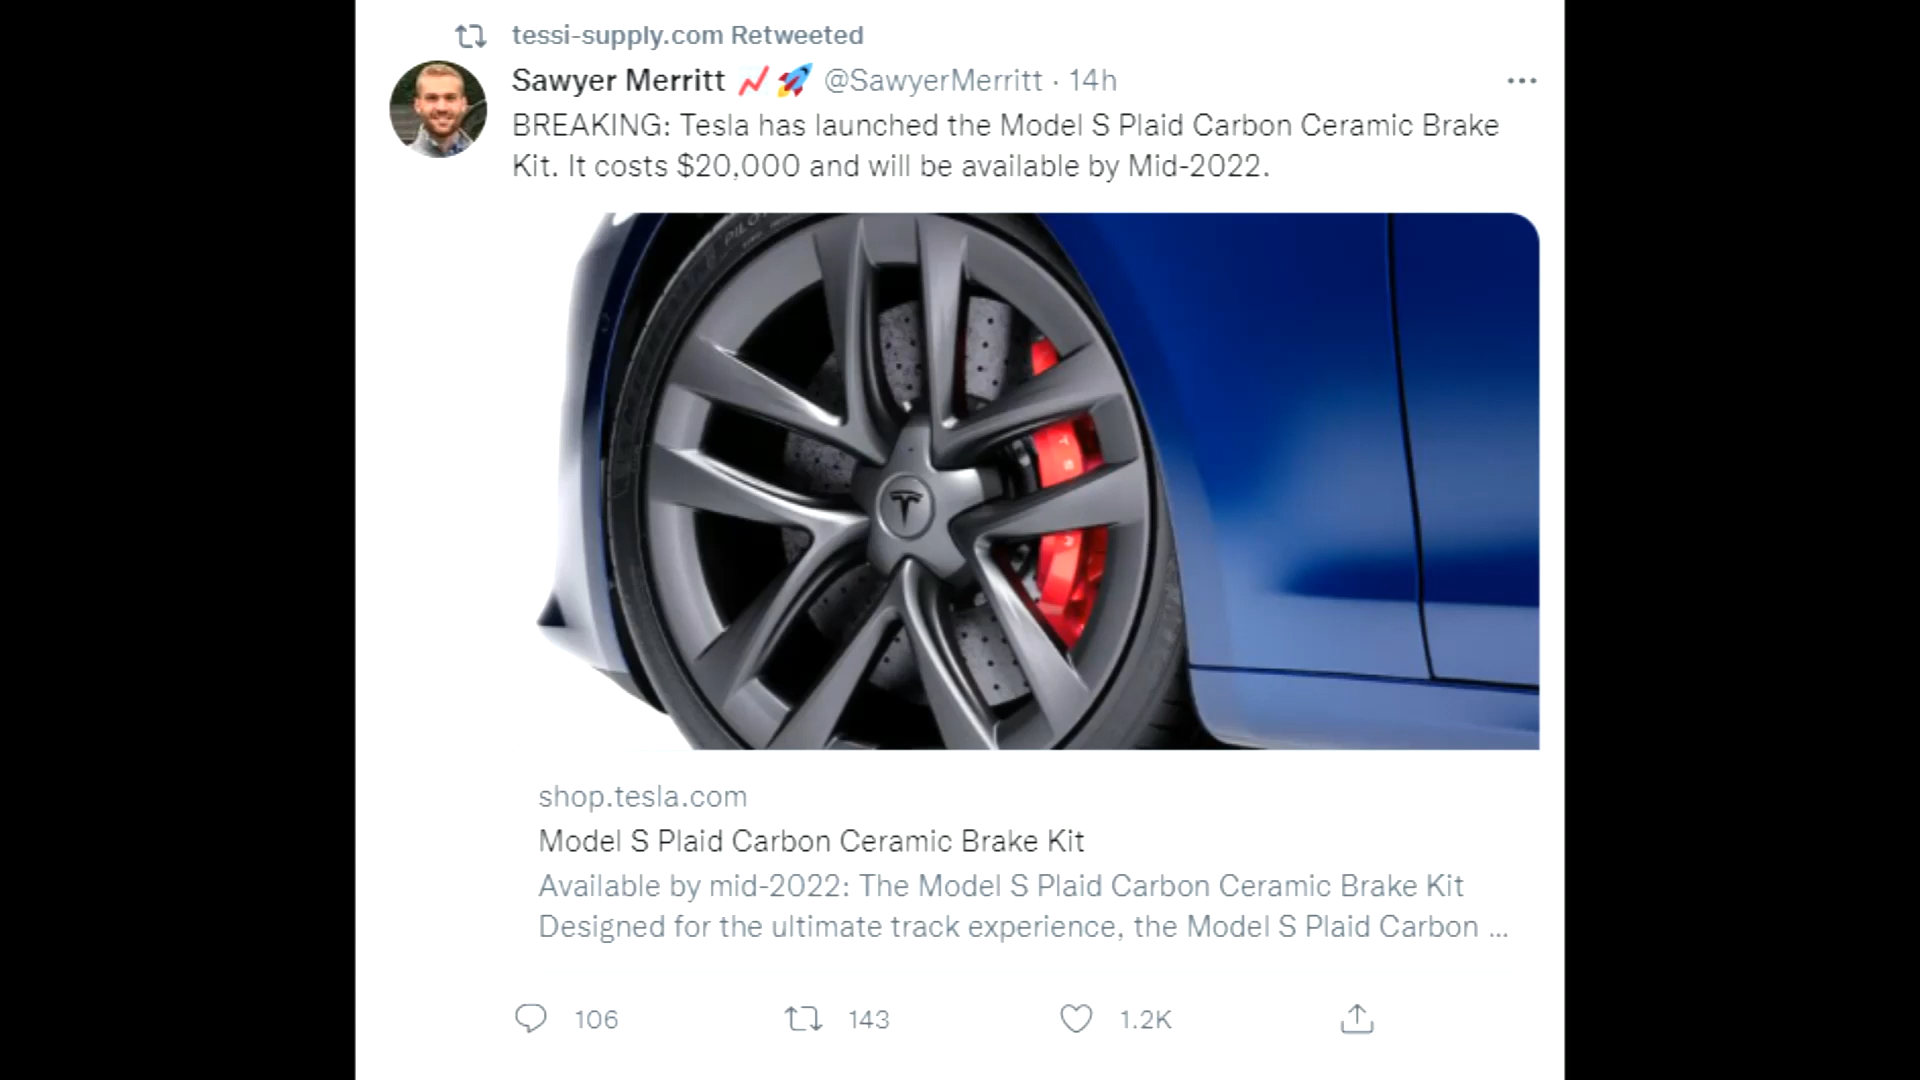 tessi-supply.com Retweeted
Sawyer Merritt 📈🚀 @SawyerMerritt · 14h
BREAKING: Tesla has launched the Model S Plaid Carbon Ceramic Brake
Kit. It costs $20,000 and will be available by Mid-2022.
shop.tesla.com
Model S Plaid Carbon Ceramic Brake Kit
Available by mid-2022: The Model S Plaid Carbon Ceramic Brake Kit
Designed for the ultimate track experience, the Model S Plaid Carbon ...
106 143 1.2K